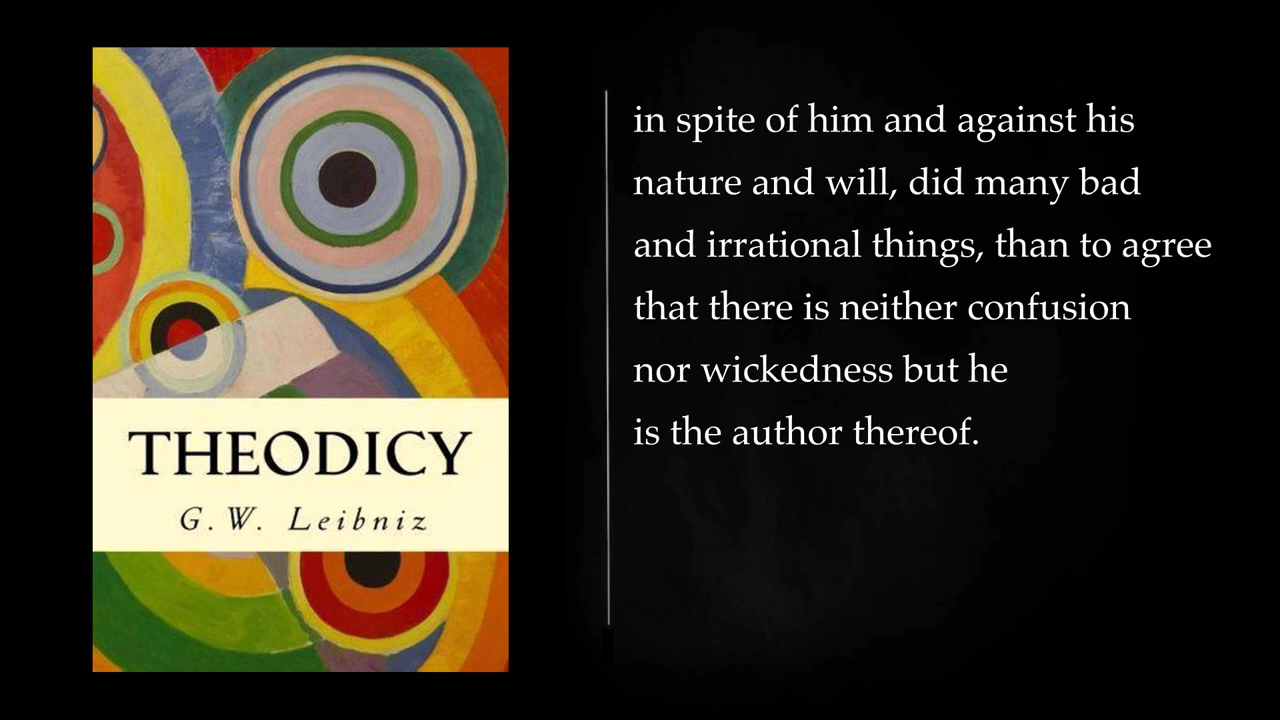 THEODICY
G.W. Leibniz
in spite of him and against his
nature and will, did many bad
and irrational things, than to agree
that there is neither confusion
nor wickedness but he
is the author thereof.